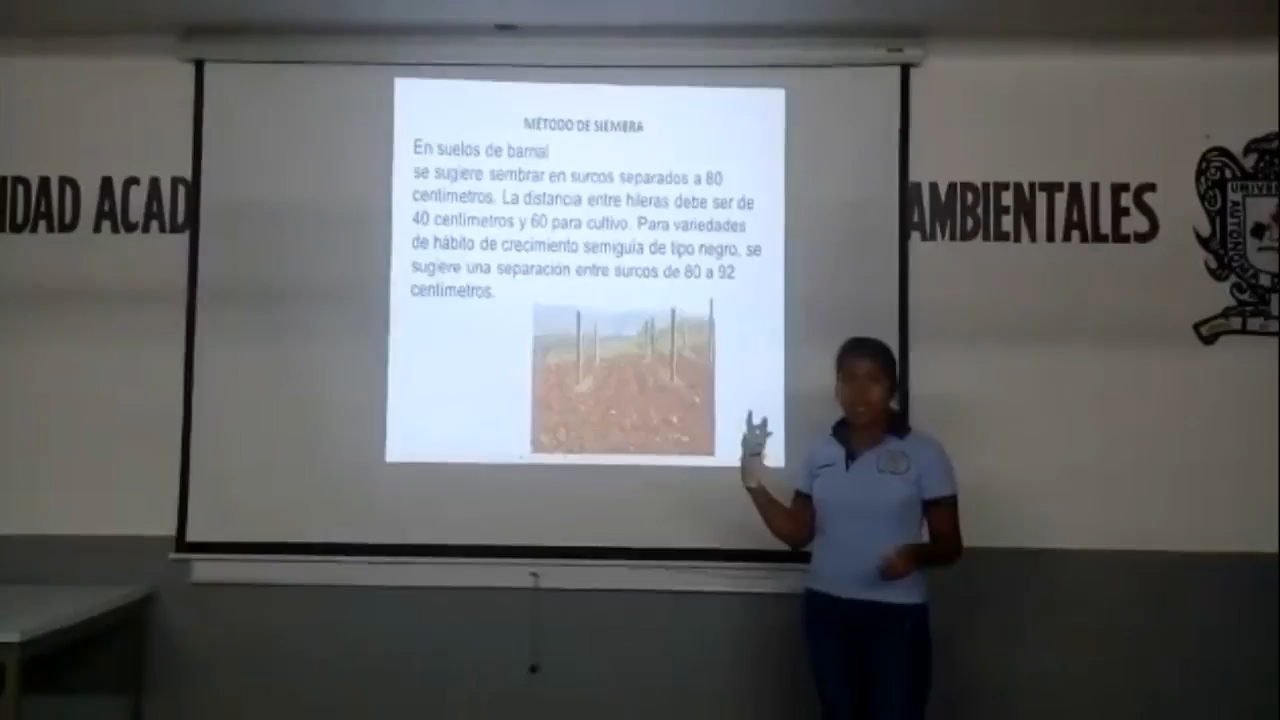 MÉTODO DE SIEMBRA
En suelos de barrial
se sugiere sembrar en surcos separados a 80
centímetros. La distancia entre hileras debe ser de
40 centímetros y 60 para cultivo. Para variedades
de hábito de crecimiento semiguía de tipo negro, se
sugiere una separación entre surcos de 80 a 92
centímetros.
IDAD ACAD
AMBIENTALES
UNIVE
AUTÓNO